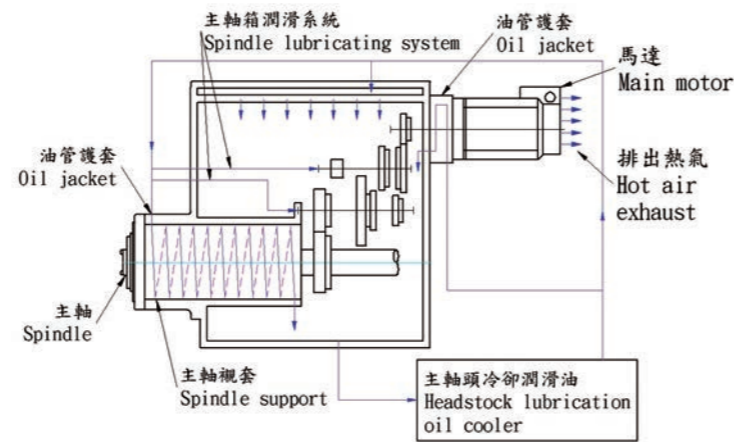 主軸箱潤滑系統
Spindle lubricating system
油管護套
Oil jacket
馬達
Main motor
油管護套
Oil jacket
排出熱氣
Hot air
exhaust
主軸
Spindle
主軸襯套
Spindle support
主軸頭冷卻潤滑油
Headstock lubrication
oil cooler